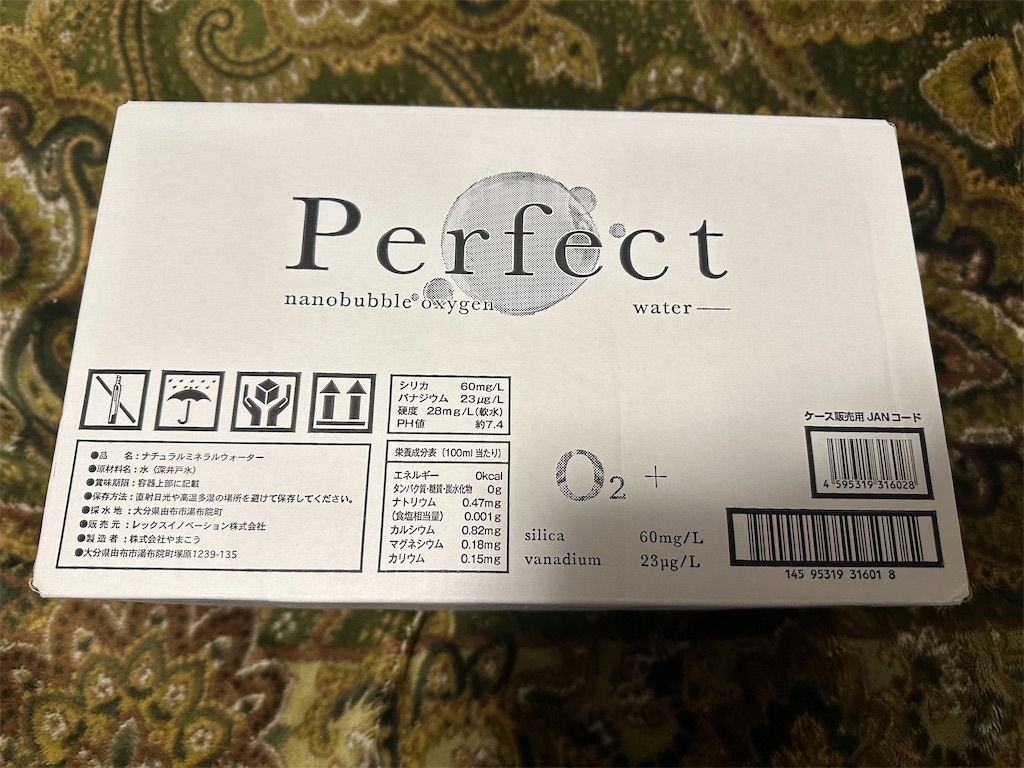 Perfect
nanobubble oxygen water
シリカ 60mg/L
バナジウム 23μg/L
硬度 28mg/L(軟水)
PH値 約7.4
●品 名:ナチュラルミネラルウォーター
●原材料名:水(深井戸水)
●賞味期限:容器上部に記載
●保存方法:直射日光や高温多湿の場所を避けて保存してください。
●採水地:大分県由布市湯布院町
●販売元:レックスイノベーション株式会社
●製造者:株式会社やまこう
●大分県由布市湯布院町塚原1239-135
栄養成分表(100ml当たり)
エネルギー 0kcal
タンパク質・糖質・炭水化物 0g
ナトリウム 0.47mg
(食塩相当量) 0.001g
カルシウム 0.82mg
マグネシウム 0.18mg
カリウム 0.15mg
O2 +
silica 60mg/L
vanadium 23μg/L
ケース販売用JANコード
4 595319 316028
145 95319 31601 8